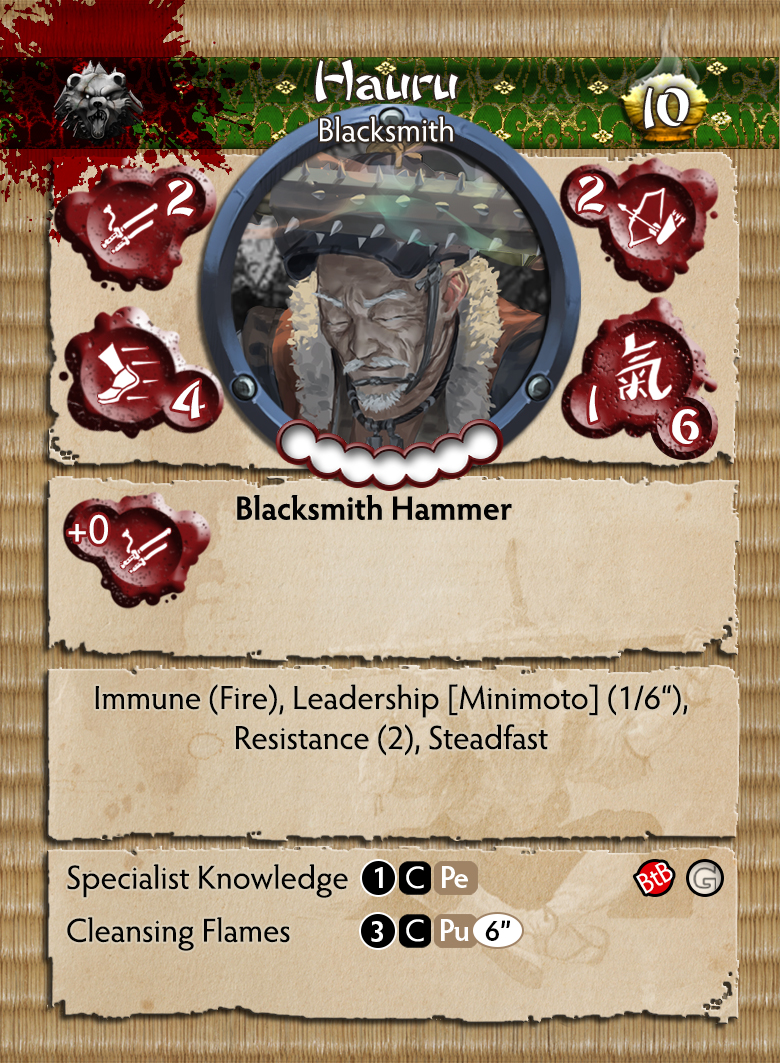 Hauru
10
Blacksmith
2
2
4
氣
1
6
Blacksmith Hammer
+0
Immune (Fire), Leadership [Minimoto] (1/6“),
Resistance (2), Steadfast
Specialist Knowledge 1 C Pe BtB G
Cleansing Flames 3 C Pu 6”